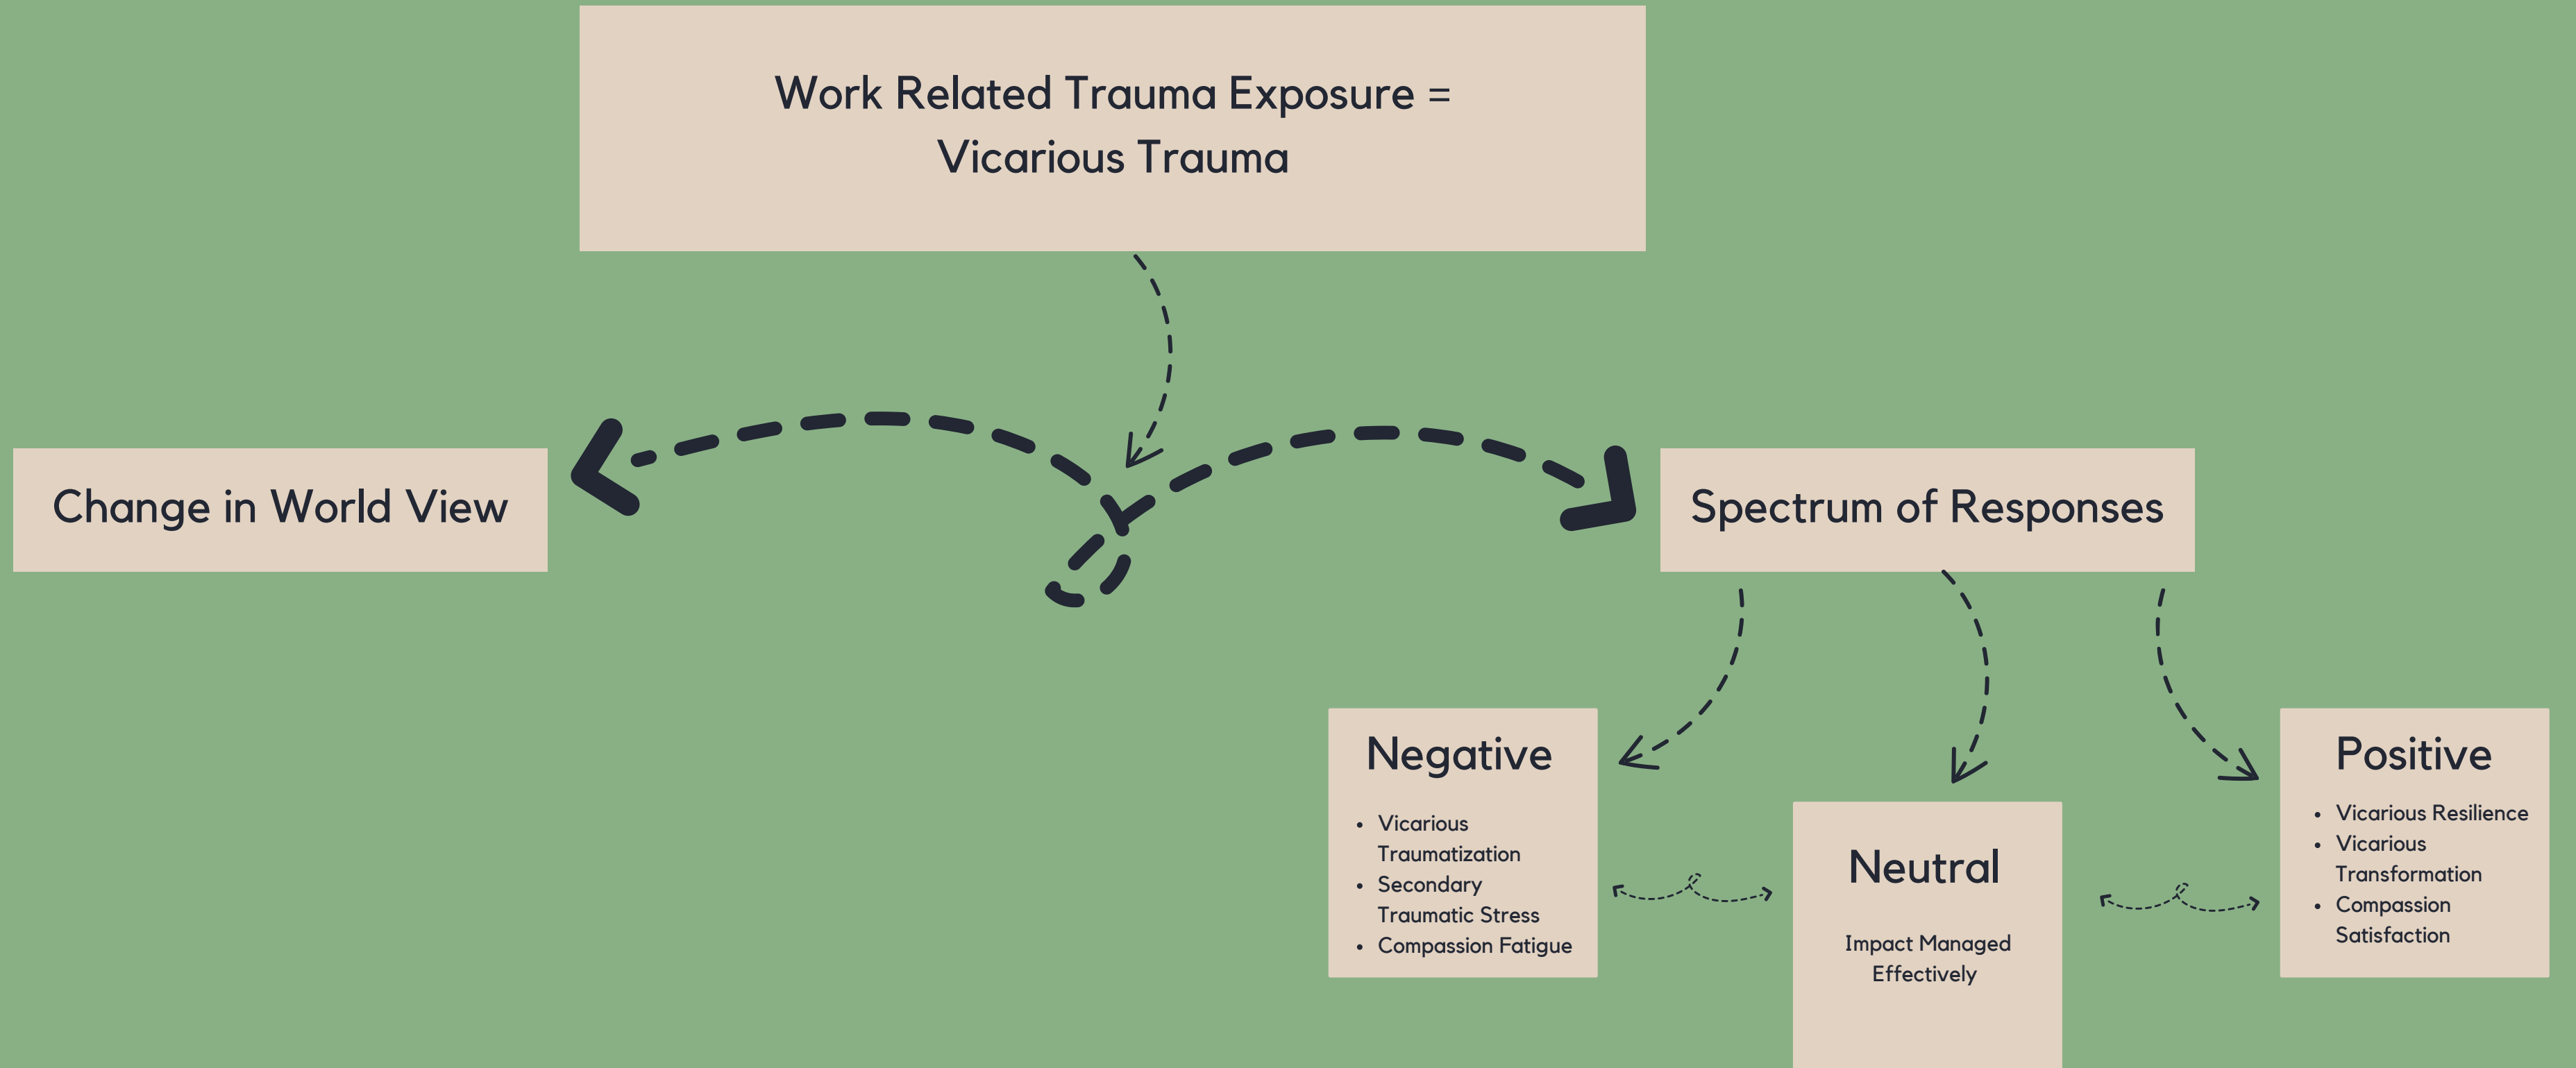 Work Related Trauma Exposure =
Vicarious Trauma
Change in World View
Spectrum of Responses
Negative
• Vicarious
Traumatization
• Secondary
Traumatic Stress
• Compassion Fatigue
Neutral
Impact Managed
Effectively
Positive
• Vicarious Resilience
• Vicarious
Transformation
• Compassion
Satisfaction